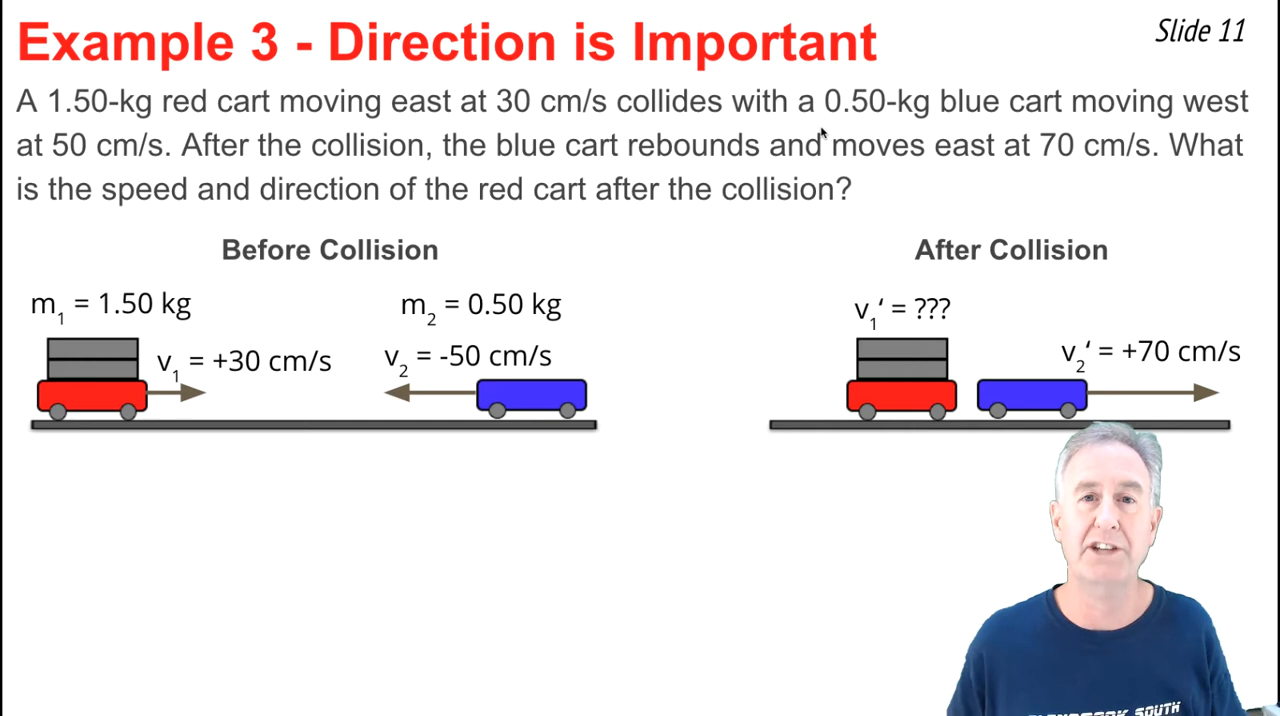 Example 3 - Direction is Important
Slide 11
A 1.50-kg red cart moving east at 30 cm/s collides with a 0.50-kg blue cart moving west
at 50 cm/s. After the collision, the blue cart rebounds and moves east at 70 cm/s. What
is the speed and direction of the red cart after the collision?
Before Collision
After Collision
m₁ = 1.50 kg
m₂ = 0.50 kg
v₁' = ???
v₁ = +30 cm/s
v₂ = -50 cm/s
v₂' = +70 cm/s
SOUTH